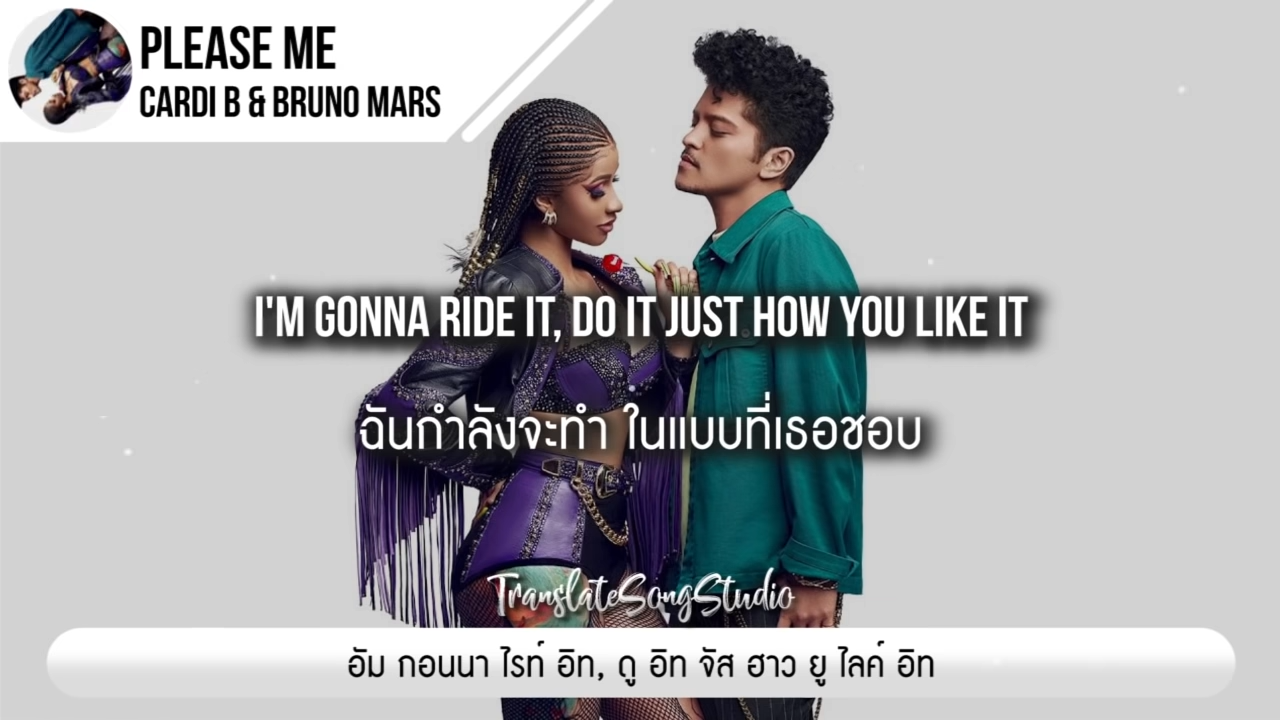 PLEASE ME
CARDI B & BRUNO MARS
I'M GONNA RIDE IT, DO IT JUST HOW YOU LIKE IT
ฉันกำลังจะทำ ในแบบที่เธอชอบ
TranslateSongStudio
อัม กอนนา ไรท์ อิท, ดู อิท จัส ฮาว ยู ไลค์ อิท